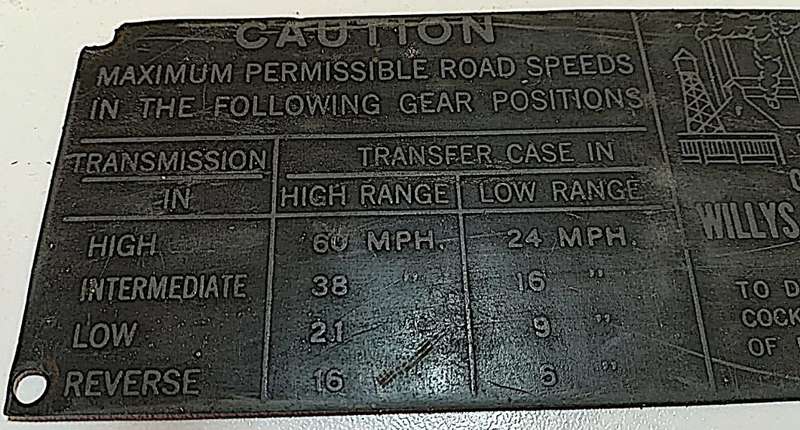 CAUTION
MAXIMUM PERMISSIBLE ROAD SPEEDS
IN THE FOLLOWING GEAR POSITIONS
TRANSMISSION IN TRANSFER CASE IN
HIGH RANGE LOW RANGE
HIGH 60 MPH. 24 MPH.
INTERMEDIATE 38 " 16 "
LOW 21 9 "
REVERSE 16 6 "
WILLYS
TO
OF